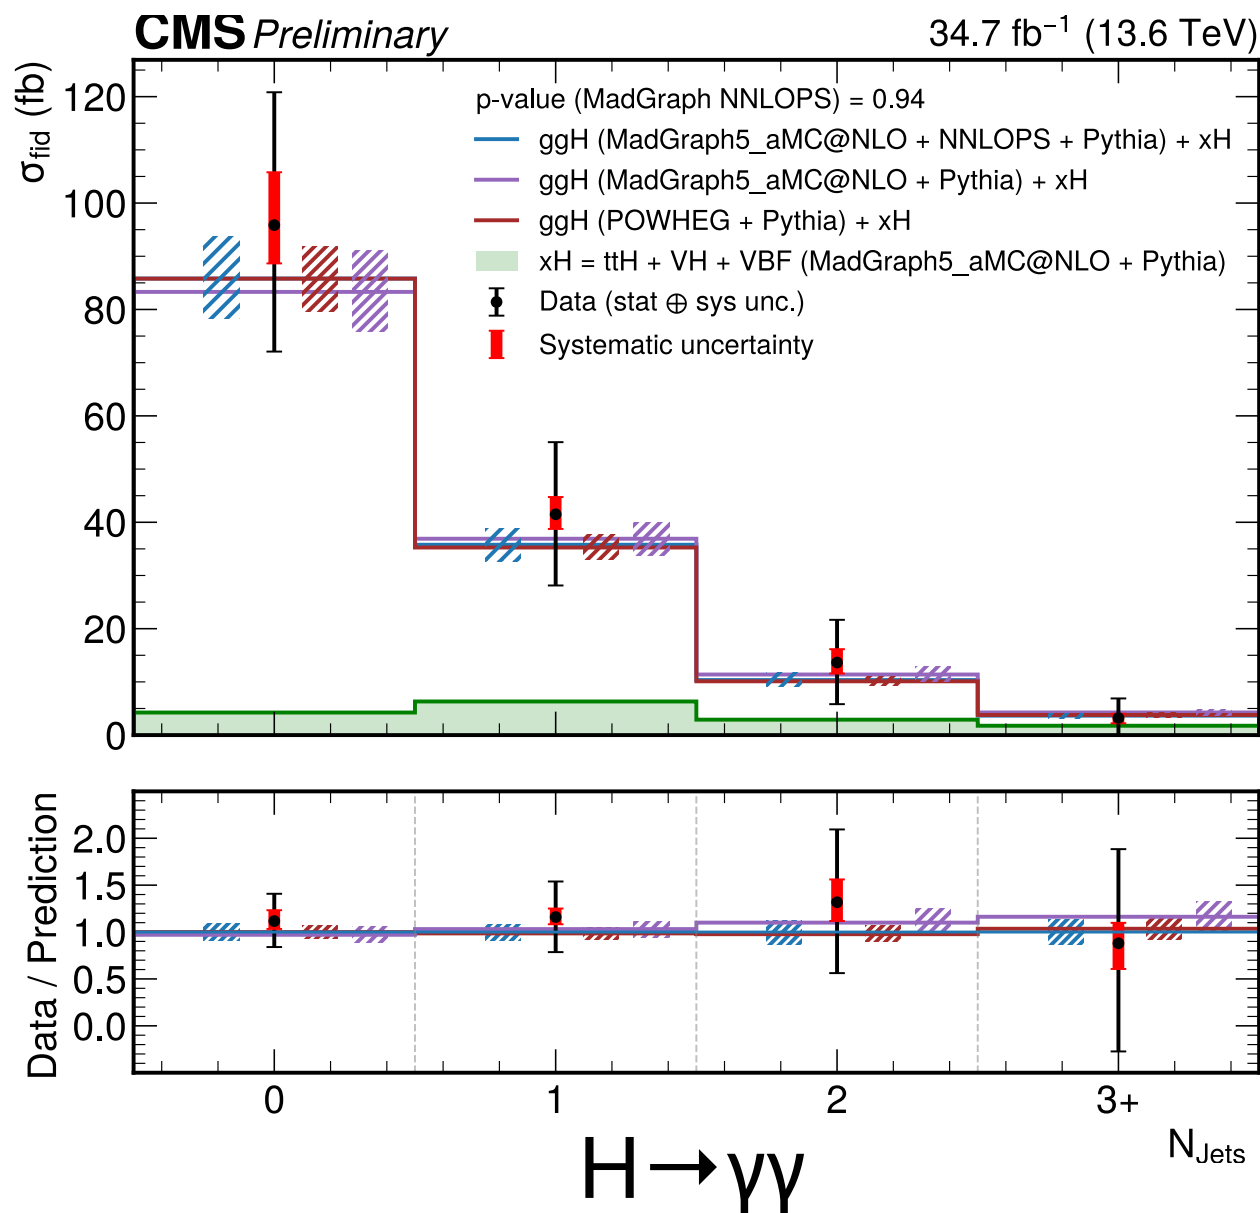 CMS Preliminary 34.7 fb⁻¹ (13.6 TeV)
σfid (fb)
120
100
80
60
40
20
0
p-value (MadGraph NNLOPS) = 0.94
ggH (MadGraph5_aMC@NLO + NNLOPS + Pythia) + xH
ggH (MadGraph5_aMC@NLO + Pythia) + xH
ggH (POWHEG + Pythia) + xH
xH = ttH + VH + VBF (MadGraph5_aMC@NLO + Pythia)
Data (stat ⊕ sys unc.)
Systematic uncertainty
Data / Prediction
2.0
1.5
1.0
0.5
0.0
0 1 2 3+
NJets
H → γγ